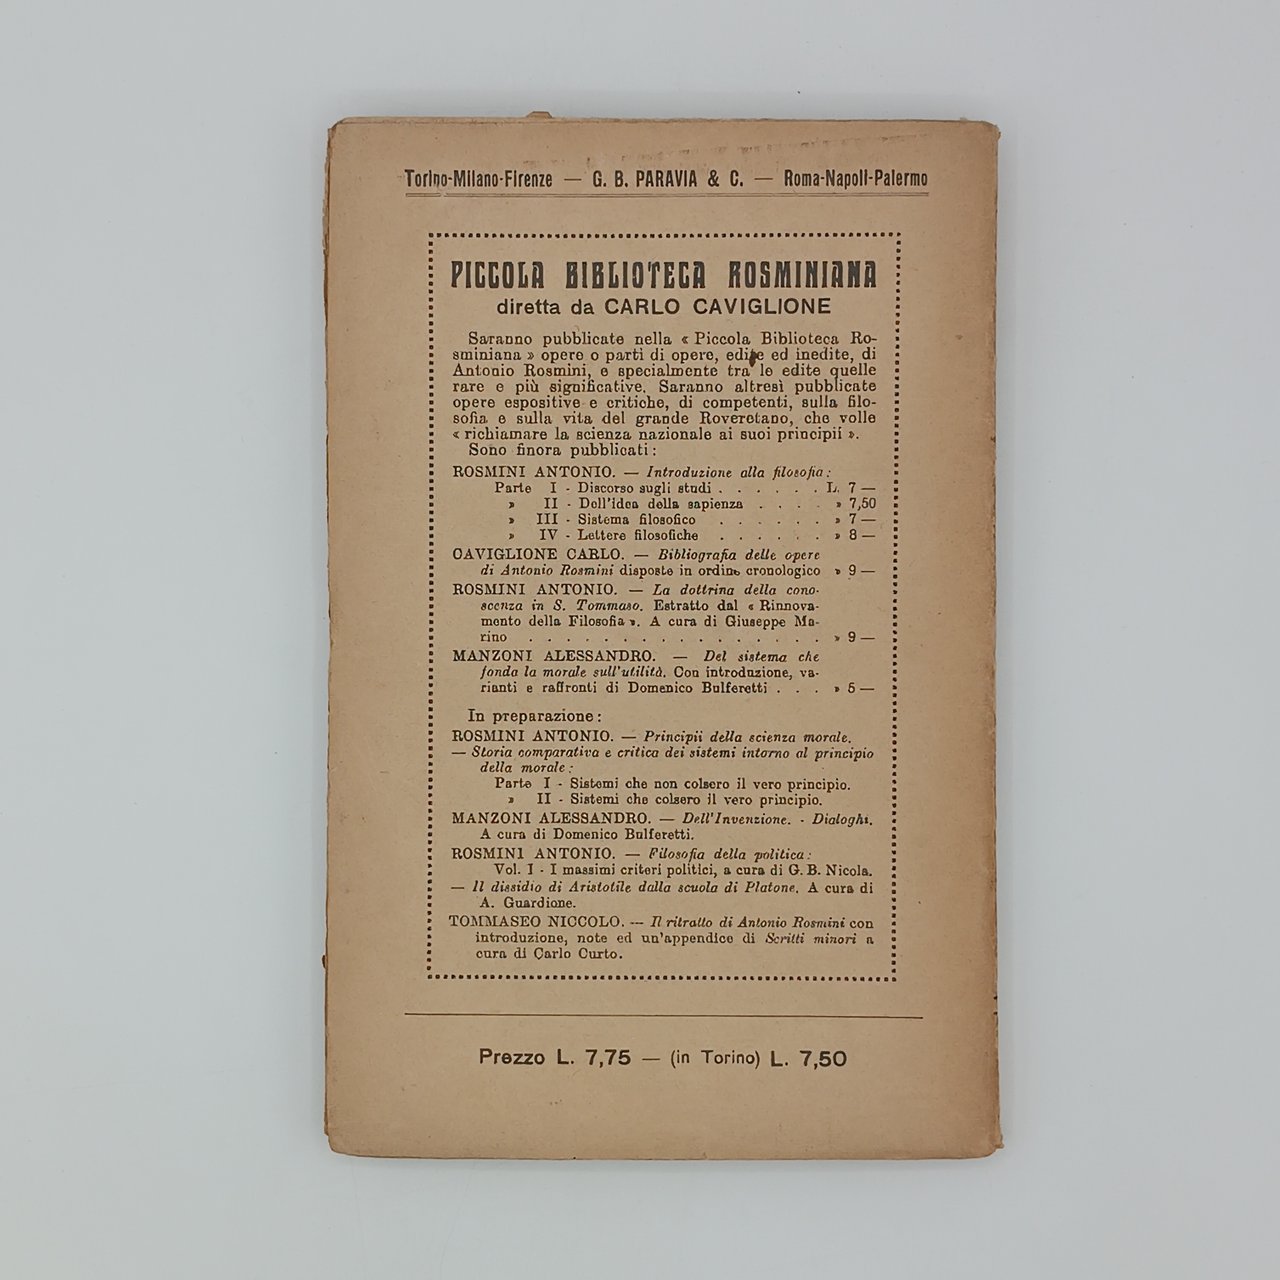 Torino-Milano-Firenze — G. B. PARAVIA & C. — Roma-Napoli-Palermo
PICCOLA BIBLIOTECA ROSMINIANA
diretta da CARLO CAVIGLIONE
Saranno pubblicate nella « Piccola Biblioteca Ro-
sminiana » opere o parti di opere, edite ed inedite, di
Antonio Rosmini, e specialmente tra le edite quelle
rare e più significative. Saranno altresì pubblicate
opere espositive e critiche, di competenti, sulla filo-
sofia e sulla vita del grande Roveretano, che volle
« richiamare la scienza nazionale ai suoi principii ».
Sono finora pubblicati:
ROSMINI ANTONIO. — Introduzione alla filosofia:
Parte I - Discorso sugli studi . . . . . . L. 7 —
» II - Dell'idea della sapienza . . . . » 7,50
» III - Sistema filosofico . . . . . . » 7 —
» IV - Lettere filosofiche . . . . . . » 8 —
CAVIGLIONE CARLO. — Bibliografia delle opere
di Antonio Rosmini disposte in ordine cronologico » 9 —
ROSMINI ANTONIO. — La dottrina della cono-
scenza in S. Tommaso. Estratto dal « Rinnova-
mento della Filosofia ». A cura di Giuseppe Ma-
rino . . . . . . . . . . . . . . . . » 9 —
MANZONI ALESSANDRO. — Del sistema che
fonda la morale sull'utilità. Con introduzione, va-
rianti e raffronti di Domenico Bulferetti . . . » 5 —
In preparazione:
ROSMINI ANTONIO. — Principii della scienza morale.
— Storia comparativa e critica dei sistemi intorno al principio
della morale:
Parte I - Sistemi che non colsero il vero principio.
» II - Sistemi che colsero il vero principio.
MANZONI ALESSANDRO. — Dell'Invenzione. - Dialoghi.
A cura di Domenico Bulferetti.
ROSMINI ANTONIO. — Filosofia della politica:
Vol. I - I massimi criteri politici, a cura di G. B. Nicola.
— Il dissidio di Aristotile dalla scuola di Platone. A cura di
A. Guardione.
TOMMASEO NICCOLO. — Il ritratto di Antonio Rosmini con
introduzione, note ed un'appendice di Scritti minori a
cura di Carlo Curto.
Prezzo L. 7,75 — (in Torino) L. 7,50